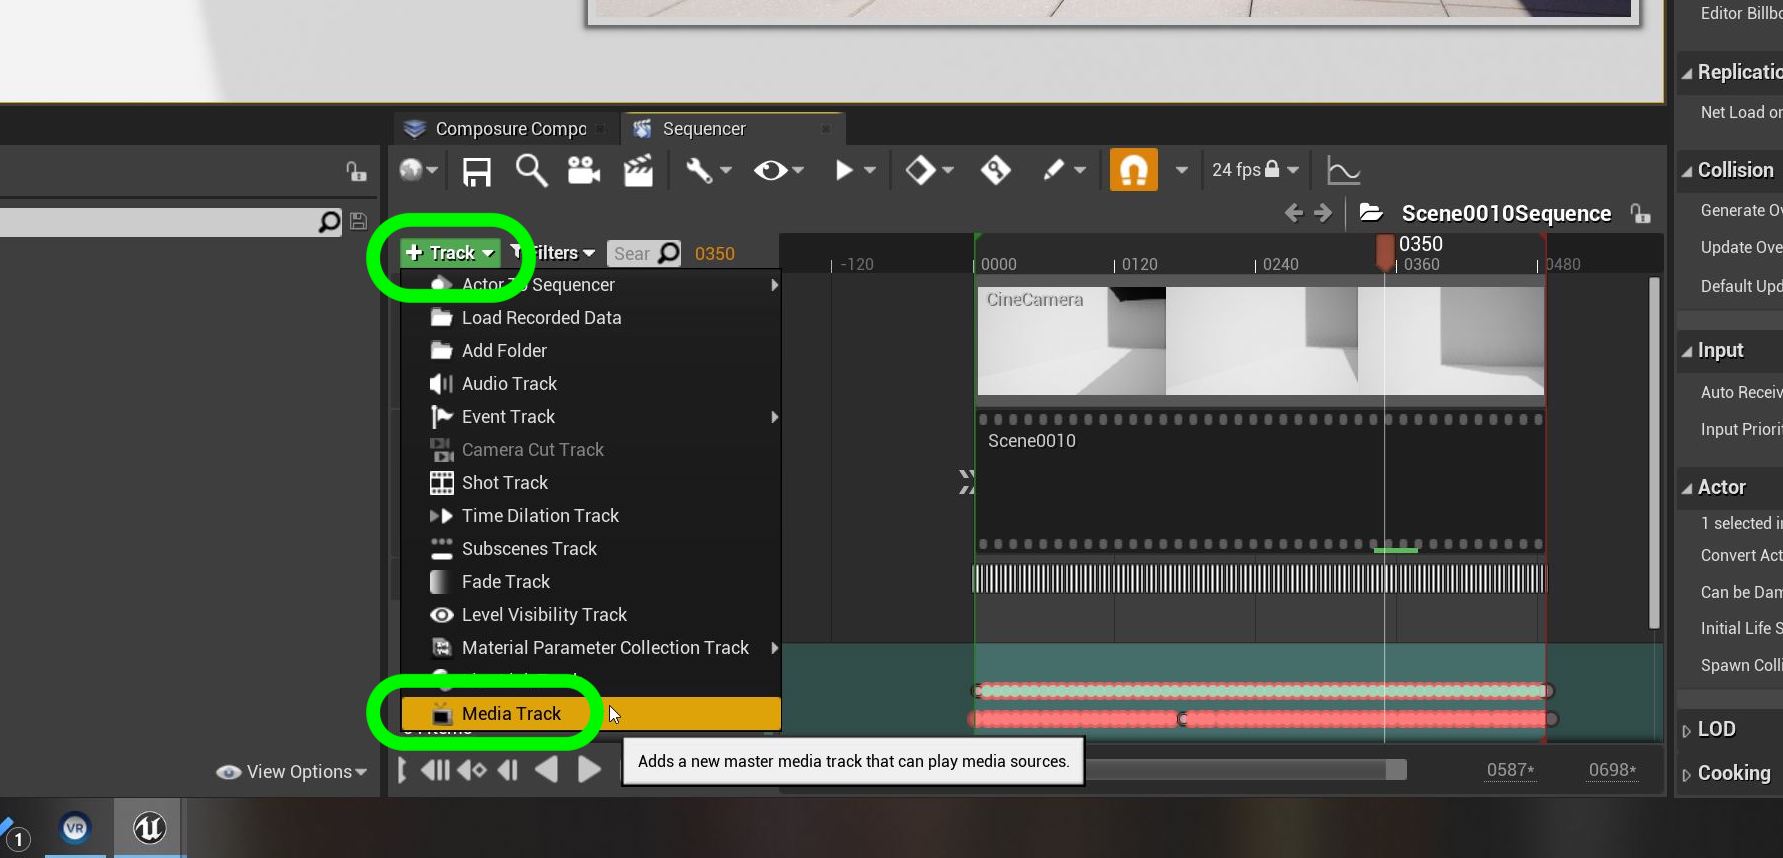 Editor Billbo
Replicatio
Net Load on
Collision
Generate Ov
Update Ove
Default Upd
Input
Auto Receiv
Input Priorit
Actor
1 selected in
Convert Act
Can be Dam
Initial Life S
Spawn Colli
LOD
Cooking
Composure Compo
Sequencer
24 fps
Scene0010Sequence
+ Track
Filters
Sear
0350
Actor To Sequencer
Load Recorded Data
Add Folder
Audio Track
Event Track
Camera Cut Track
Shot Track
Time Dilation Track
Subscenes Track
Fade Track
Level Visibility Track
Material Parameter Collection Track
Media Track
Adds a new master media track that can play media sources.
0350
-120
0000
0120
0240
0360
0480
CineCamera
Scene0010
View Options
0587*
0698*
1
VR